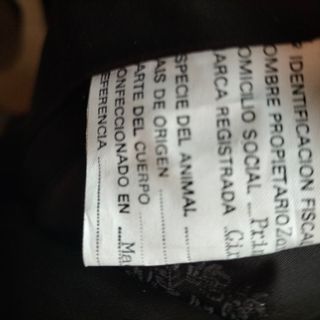 IDENTIFICACION FISCAL
OMBRE PROPIETARIO
OMICILIO SOCIAL
ARCA REGISTRADA
SPECIE DEL ANIMAL
AIS DE ORIGEN
ARTE DEL CUERPO
ONFECCIONADO EN
EFERENCIA